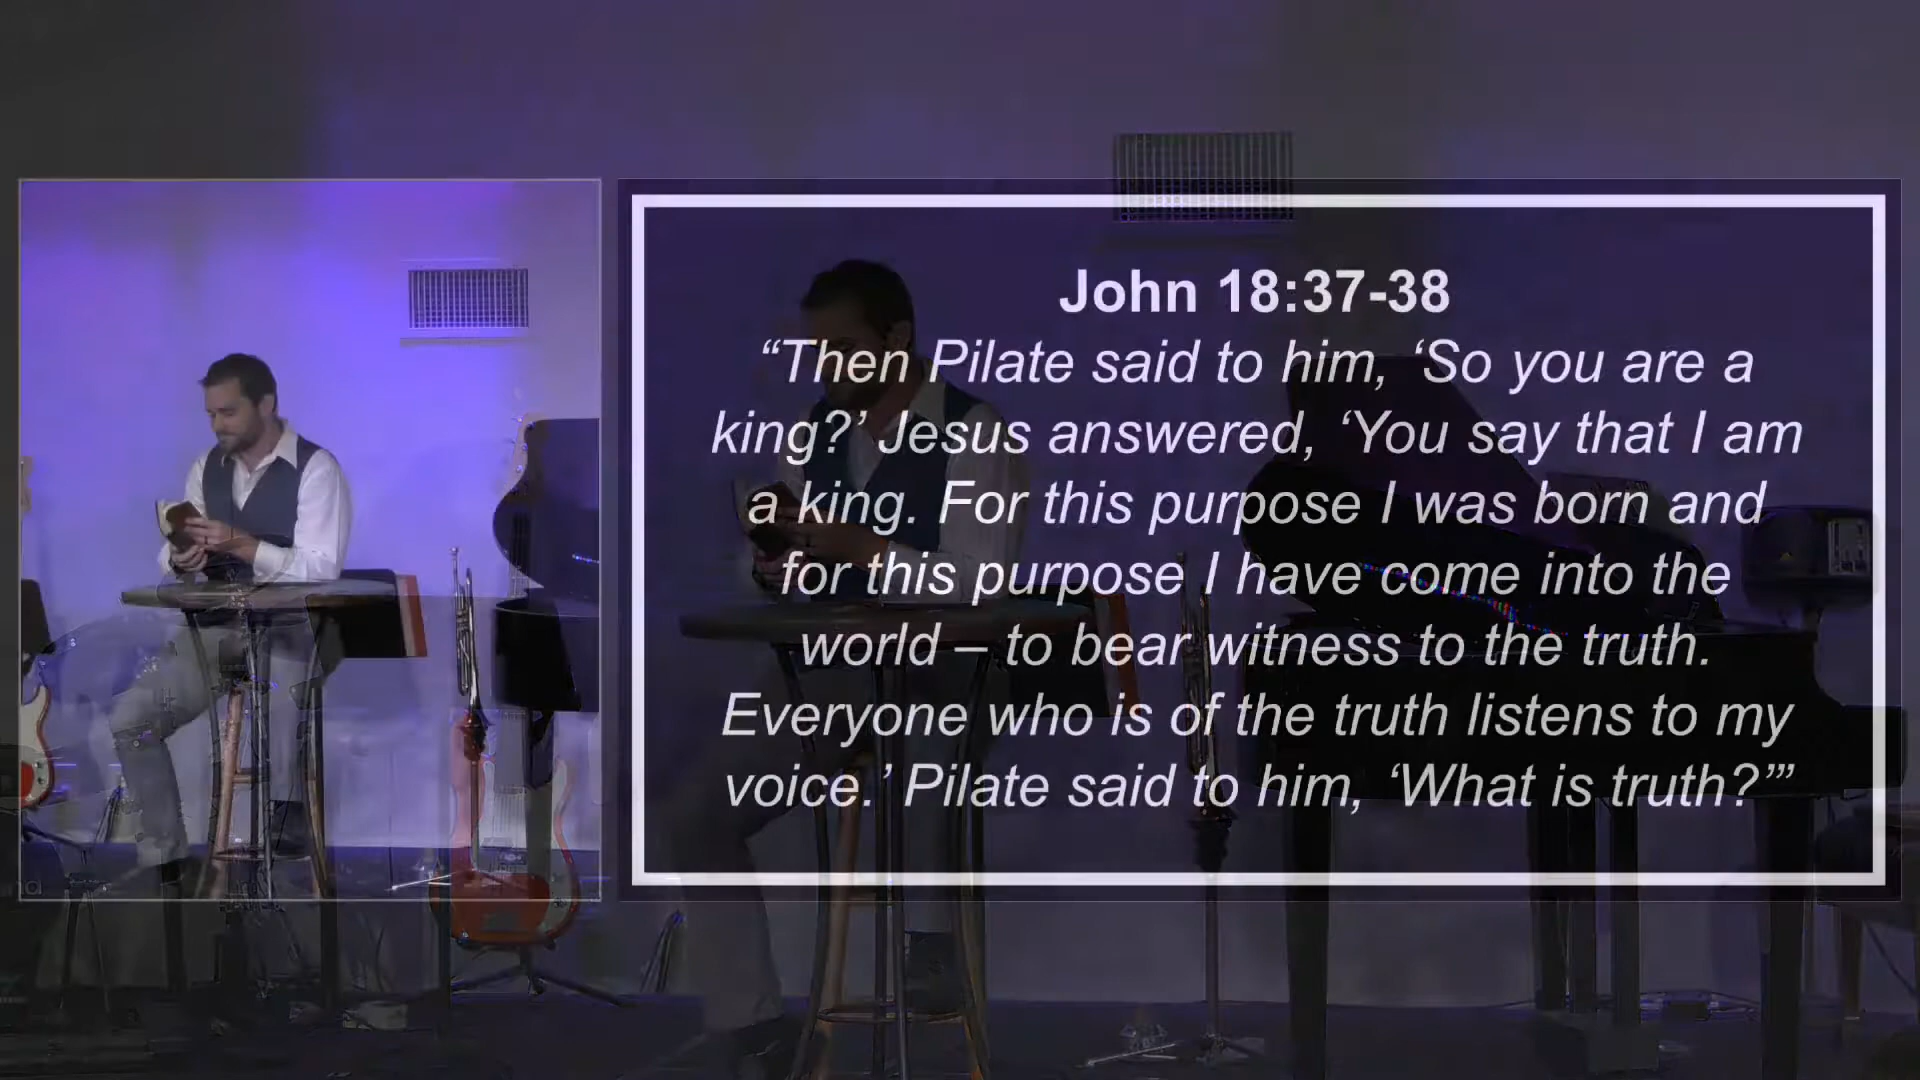 John 18:37-38
“Then Pilate said to him, ‘So you are a
king?’ Jesus answered, ‘You say that I am
a king. For this purpose I was born and
for this purpose I have come into the
world – to bear witness to the truth.
Everyone who is of the truth listens to my
voice.’ Pilate said to him, ‘What is truth?’”